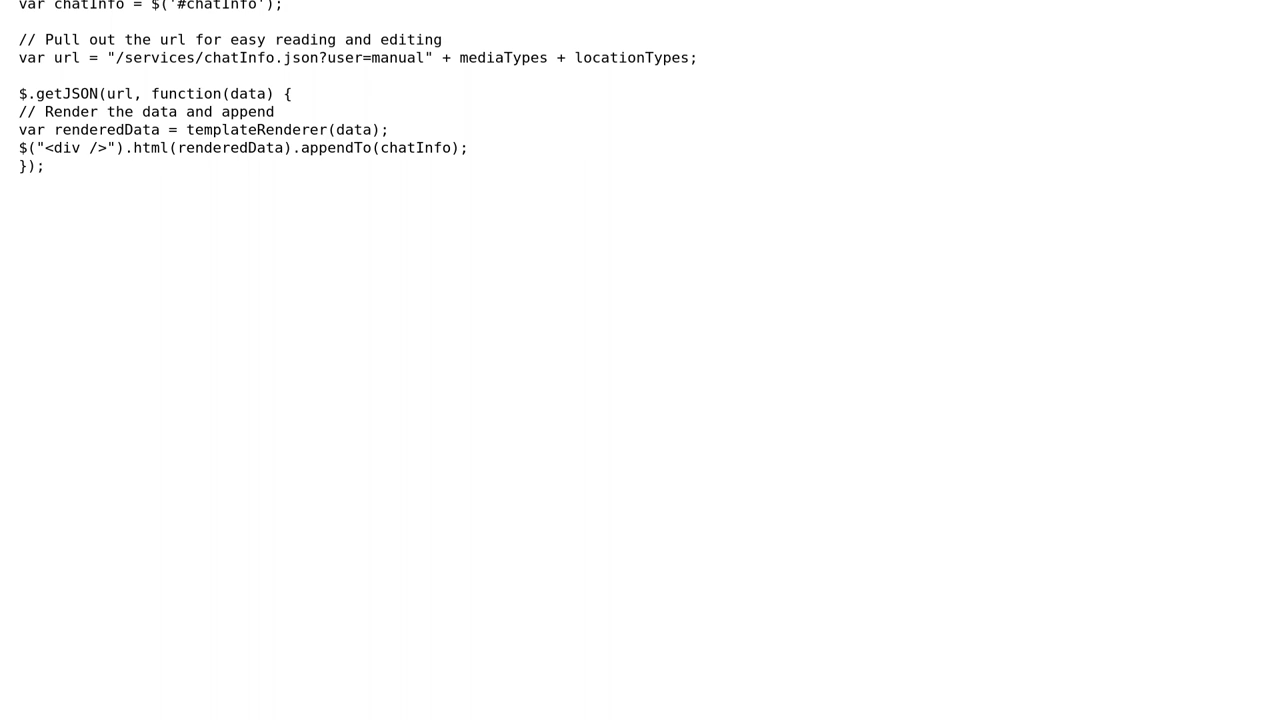 var chatInfo = $('#chatInfo');
// Pull out the url for easy reading and editing
var url = "/services/chatInfo.json?user=manual" + mediaTypes + locationTypes;
$.getJSON(url, function(data) {
// Render the data and append
var renderedData = templateRenderer(data);
$("<div />").html(renderedData).appendTo(chatInfo);
});